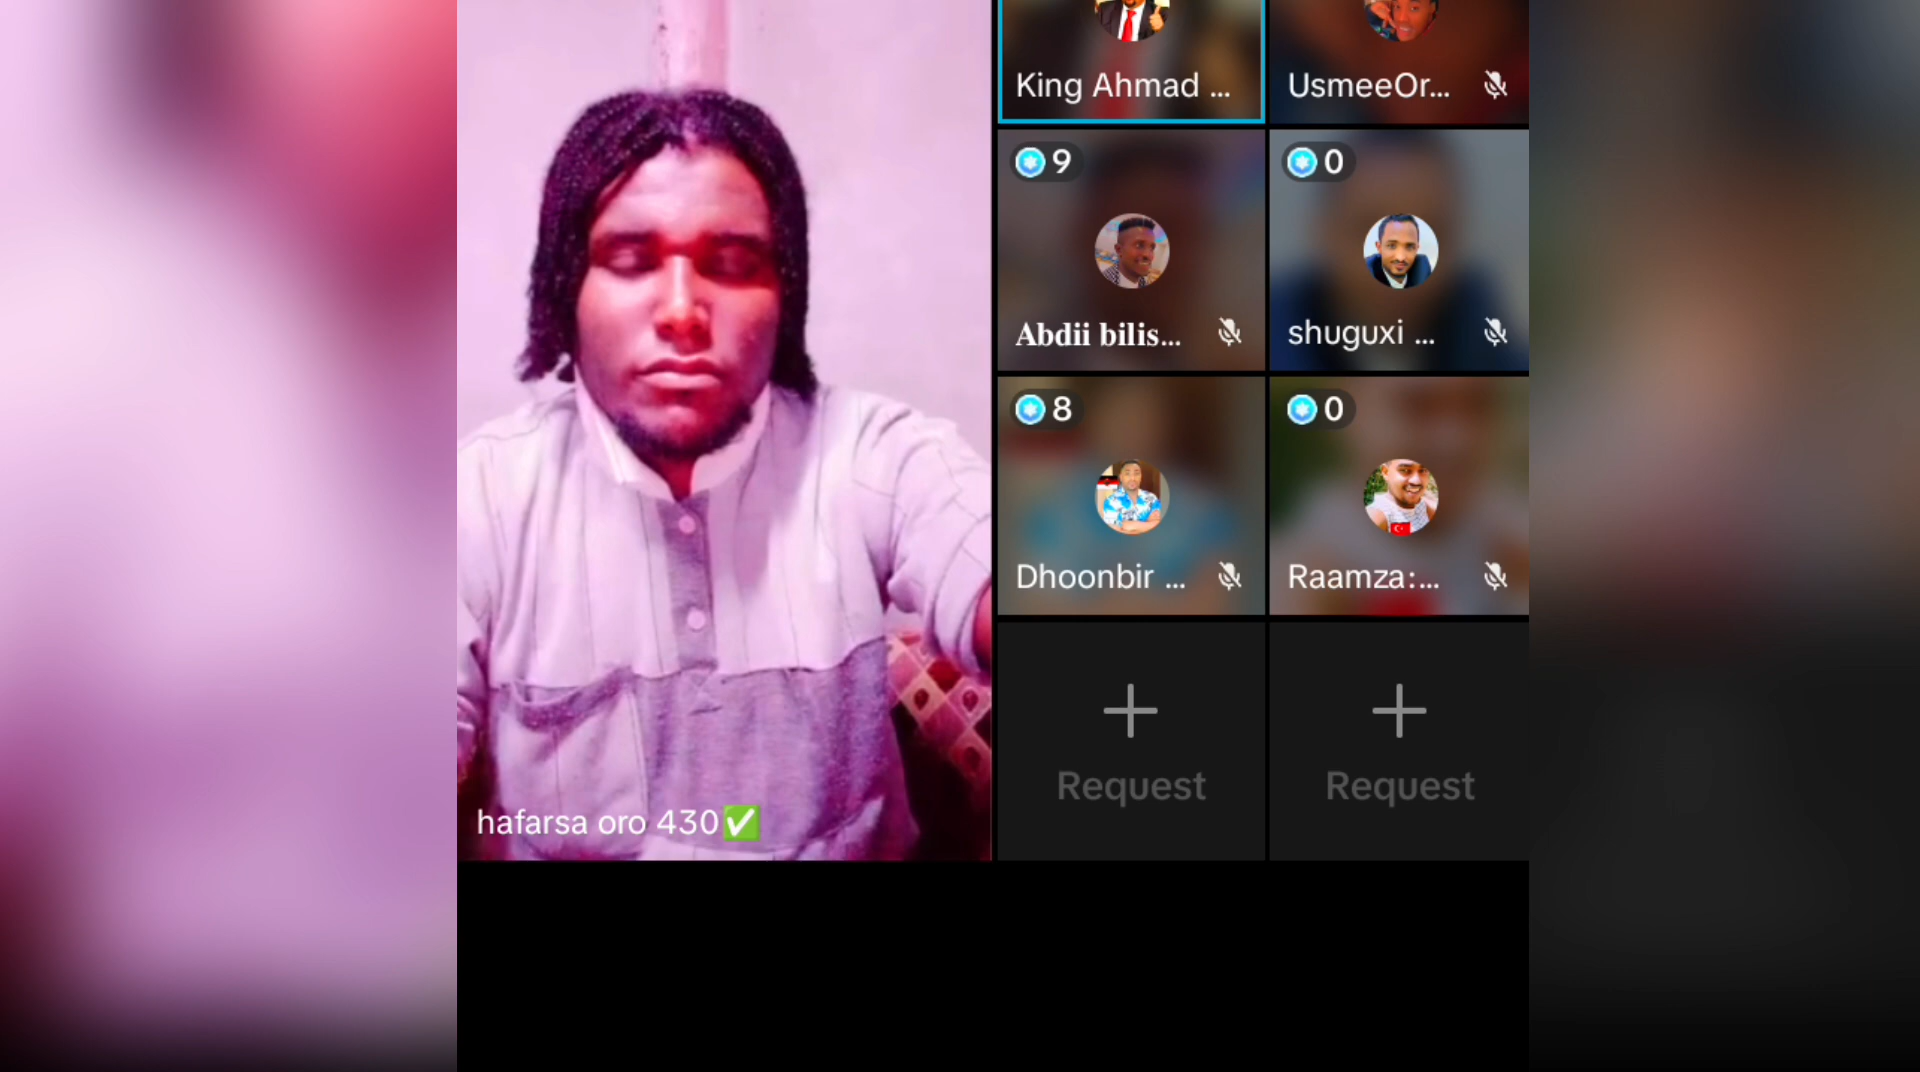 King Ahmad ...
UsmeeOr...
9
0
Abdii bilis...
shuguxi ...
8
0
Dhoonbir ...
Raamza:...
Request
Request
hafarsa oro 430✅